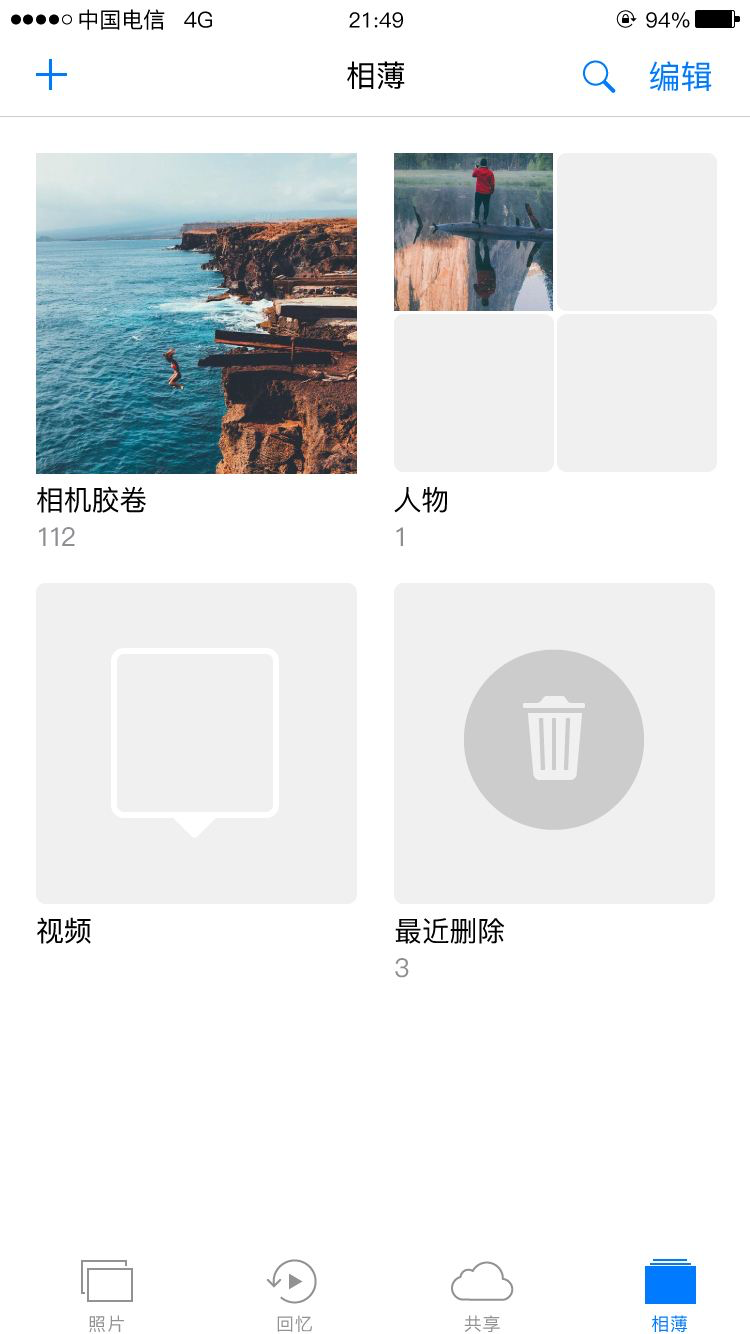 中国电信 4G 21:49 94%
相薄 编辑
相机胶卷 人物
112 1
视频 最近删除
3
照片 回忆 共享 相薄